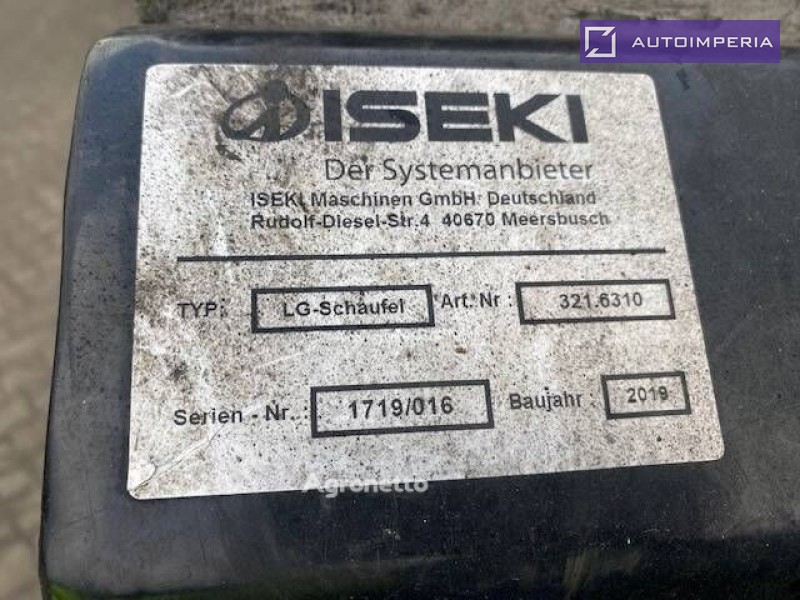 AUTOIMPERIA
ISEKI
Der Systemanbieter
ISEKI Maschinen GmbH. Deutschland
Rudolf-Diesel-Str.4 40670 Meersbusch
TYP: LG-Schaufel Art. Nr : 321.6310
Serien - Nr. : 1719/016 Baujahr : 2019
Agronetto